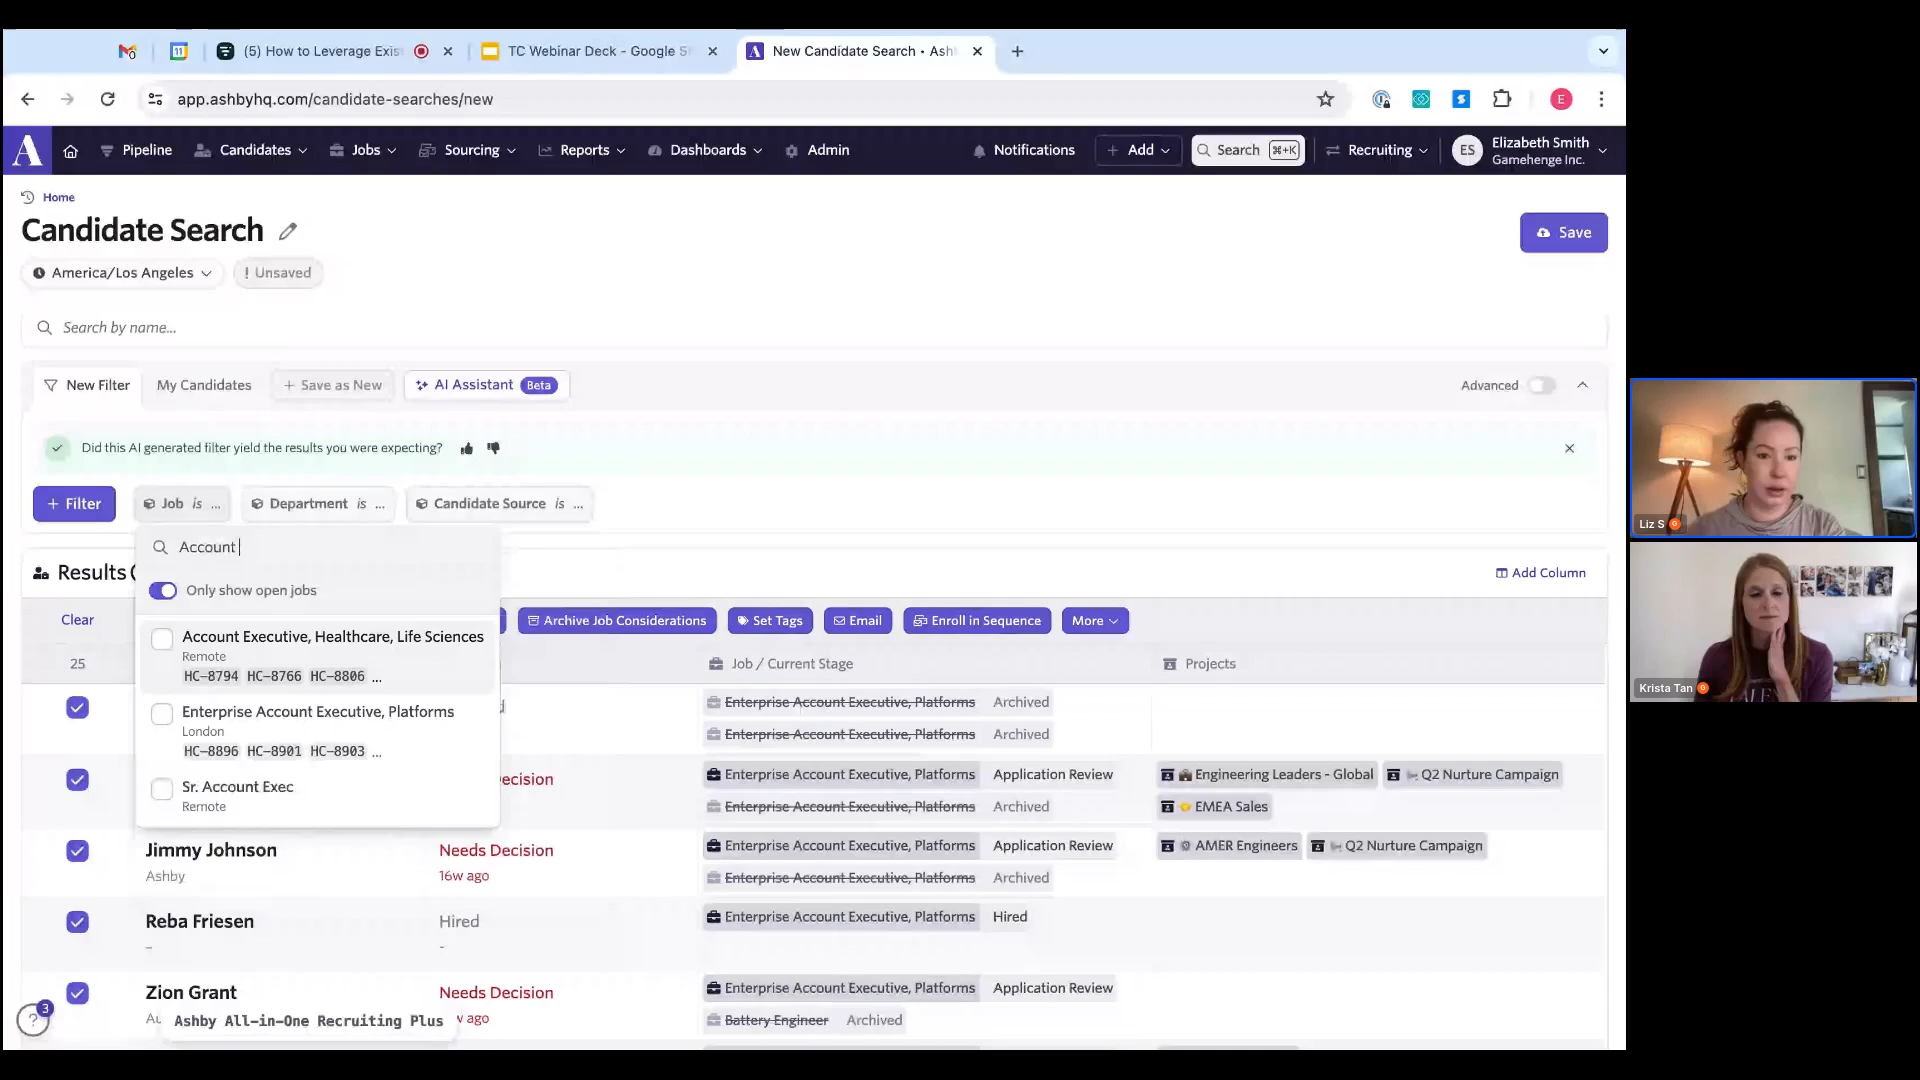 (5) How to Leverage Exis
TC Webinar Deck - Google S
New Candidate Search • Ash
app.ashbyhq.com/candidate-searches/new
E
A
Pipeline
Candidates
Jobs
Sourcing
Reports
Dashboards
Admin
Notifications
+ Add
Search ⌘+K
Recruiting
ES
Elizabeth Smith
Gamehenge Inc.
Home
Candidate Search
Save
America/Los Angeles
! Unsaved
Search by name...
New Filter
My Candidates
+ Save as New
AI Assistant Beta
Advanced
Did this AI generated filter yield the results you were expecting?
+ Filter
Job is ...
Department is ...
Candidate Source is ...
Account
Results (
Add Column
Only show open jobs
Clear
Archive Job Considerations
Set Tags
Email
Enroll in Sequence
More
Account Executive, Healthcare, Life Sciences
Remote
HC-8794 HC-8766 HC-8806 ...
25
Job / Current Stage
Projects
Enterprise Account Executive, Platforms
London
HC-8896 HC-8901 HC-8903 ...
Enterprise Account Executive, Platforms Archived
Enterprise Account Executive, Platforms Archived
Sr. Account Exec
Remote
ecision
Enterprise Account Executive, Platforms Application Review
Engineering Leaders - Global
Q2 Nurture Campaign
Enterprise Account Executive, Platforms Archived
EMEA Sales
Jimmy Johnson
Ashby
Needs Decision
16w ago
Enterprise Account Executive, Platforms Application Review
AMER Engineers
Q2 Nurture Campaign
Enterprise Account Executive, Platforms Archived
Reba Friesen
–
Hired
-
Enterprise Account Executive, Platforms Hired
Zion Grant
Needs Decision
Enterprise Account Executive, Platforms Application Review
3
?
Ashby All-in-One Recruiting Plus
w ago
Battery Engineer Archived
Liz S
Krista Tan